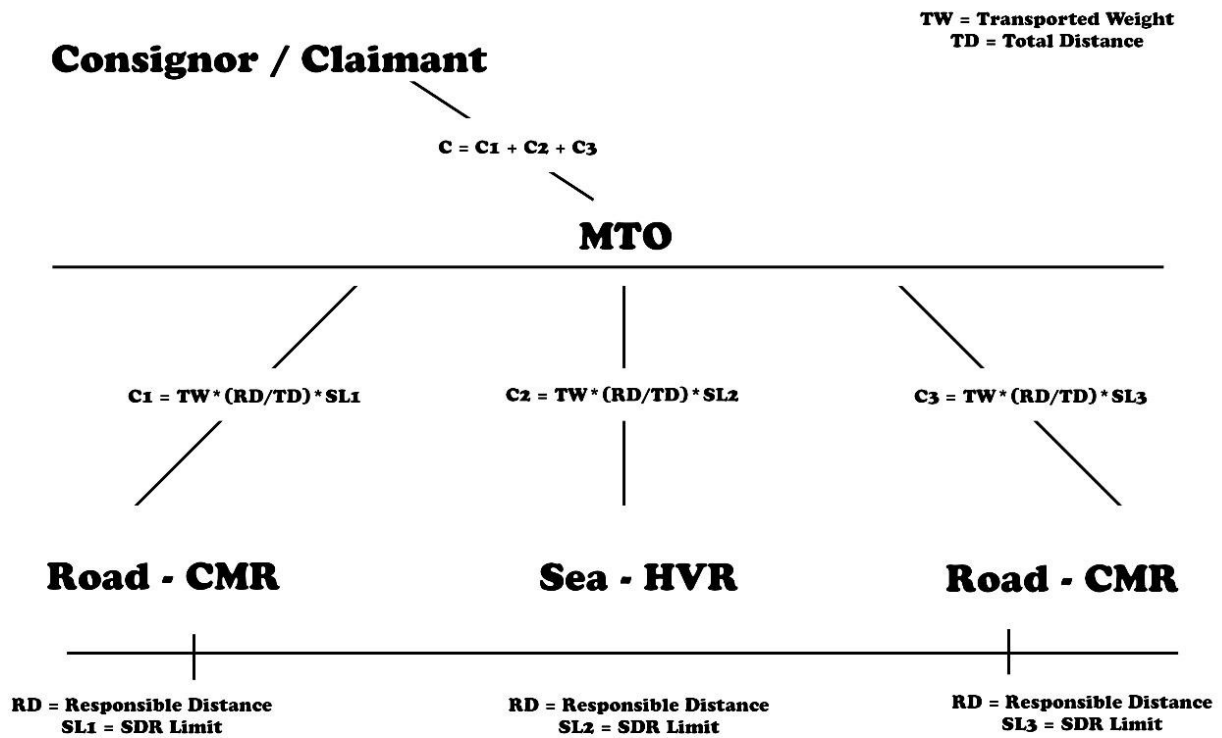 TW = Transported Weight
TD = Total Distance
Consignor / Claimant
C = C1 + C2 + C3
MTO
C1 = TW*(RD/TD)*SL1
C2 = TW*(RD/TD)*SL2
C3 = TW*(RD/TD)*SL3
Road - CMR
Sea - HVR
Road - CMR
RD = Responsible Distance
SL1 = SDR Limit
RD = Responsible Distance
SL2 = SDR Limit
RD = Responsible Distance
SL3 = SDR Limit